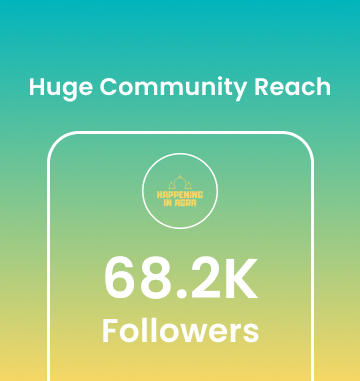 Huge Community Reach
HAPPENING
IN AGRA
68.2K
Followers